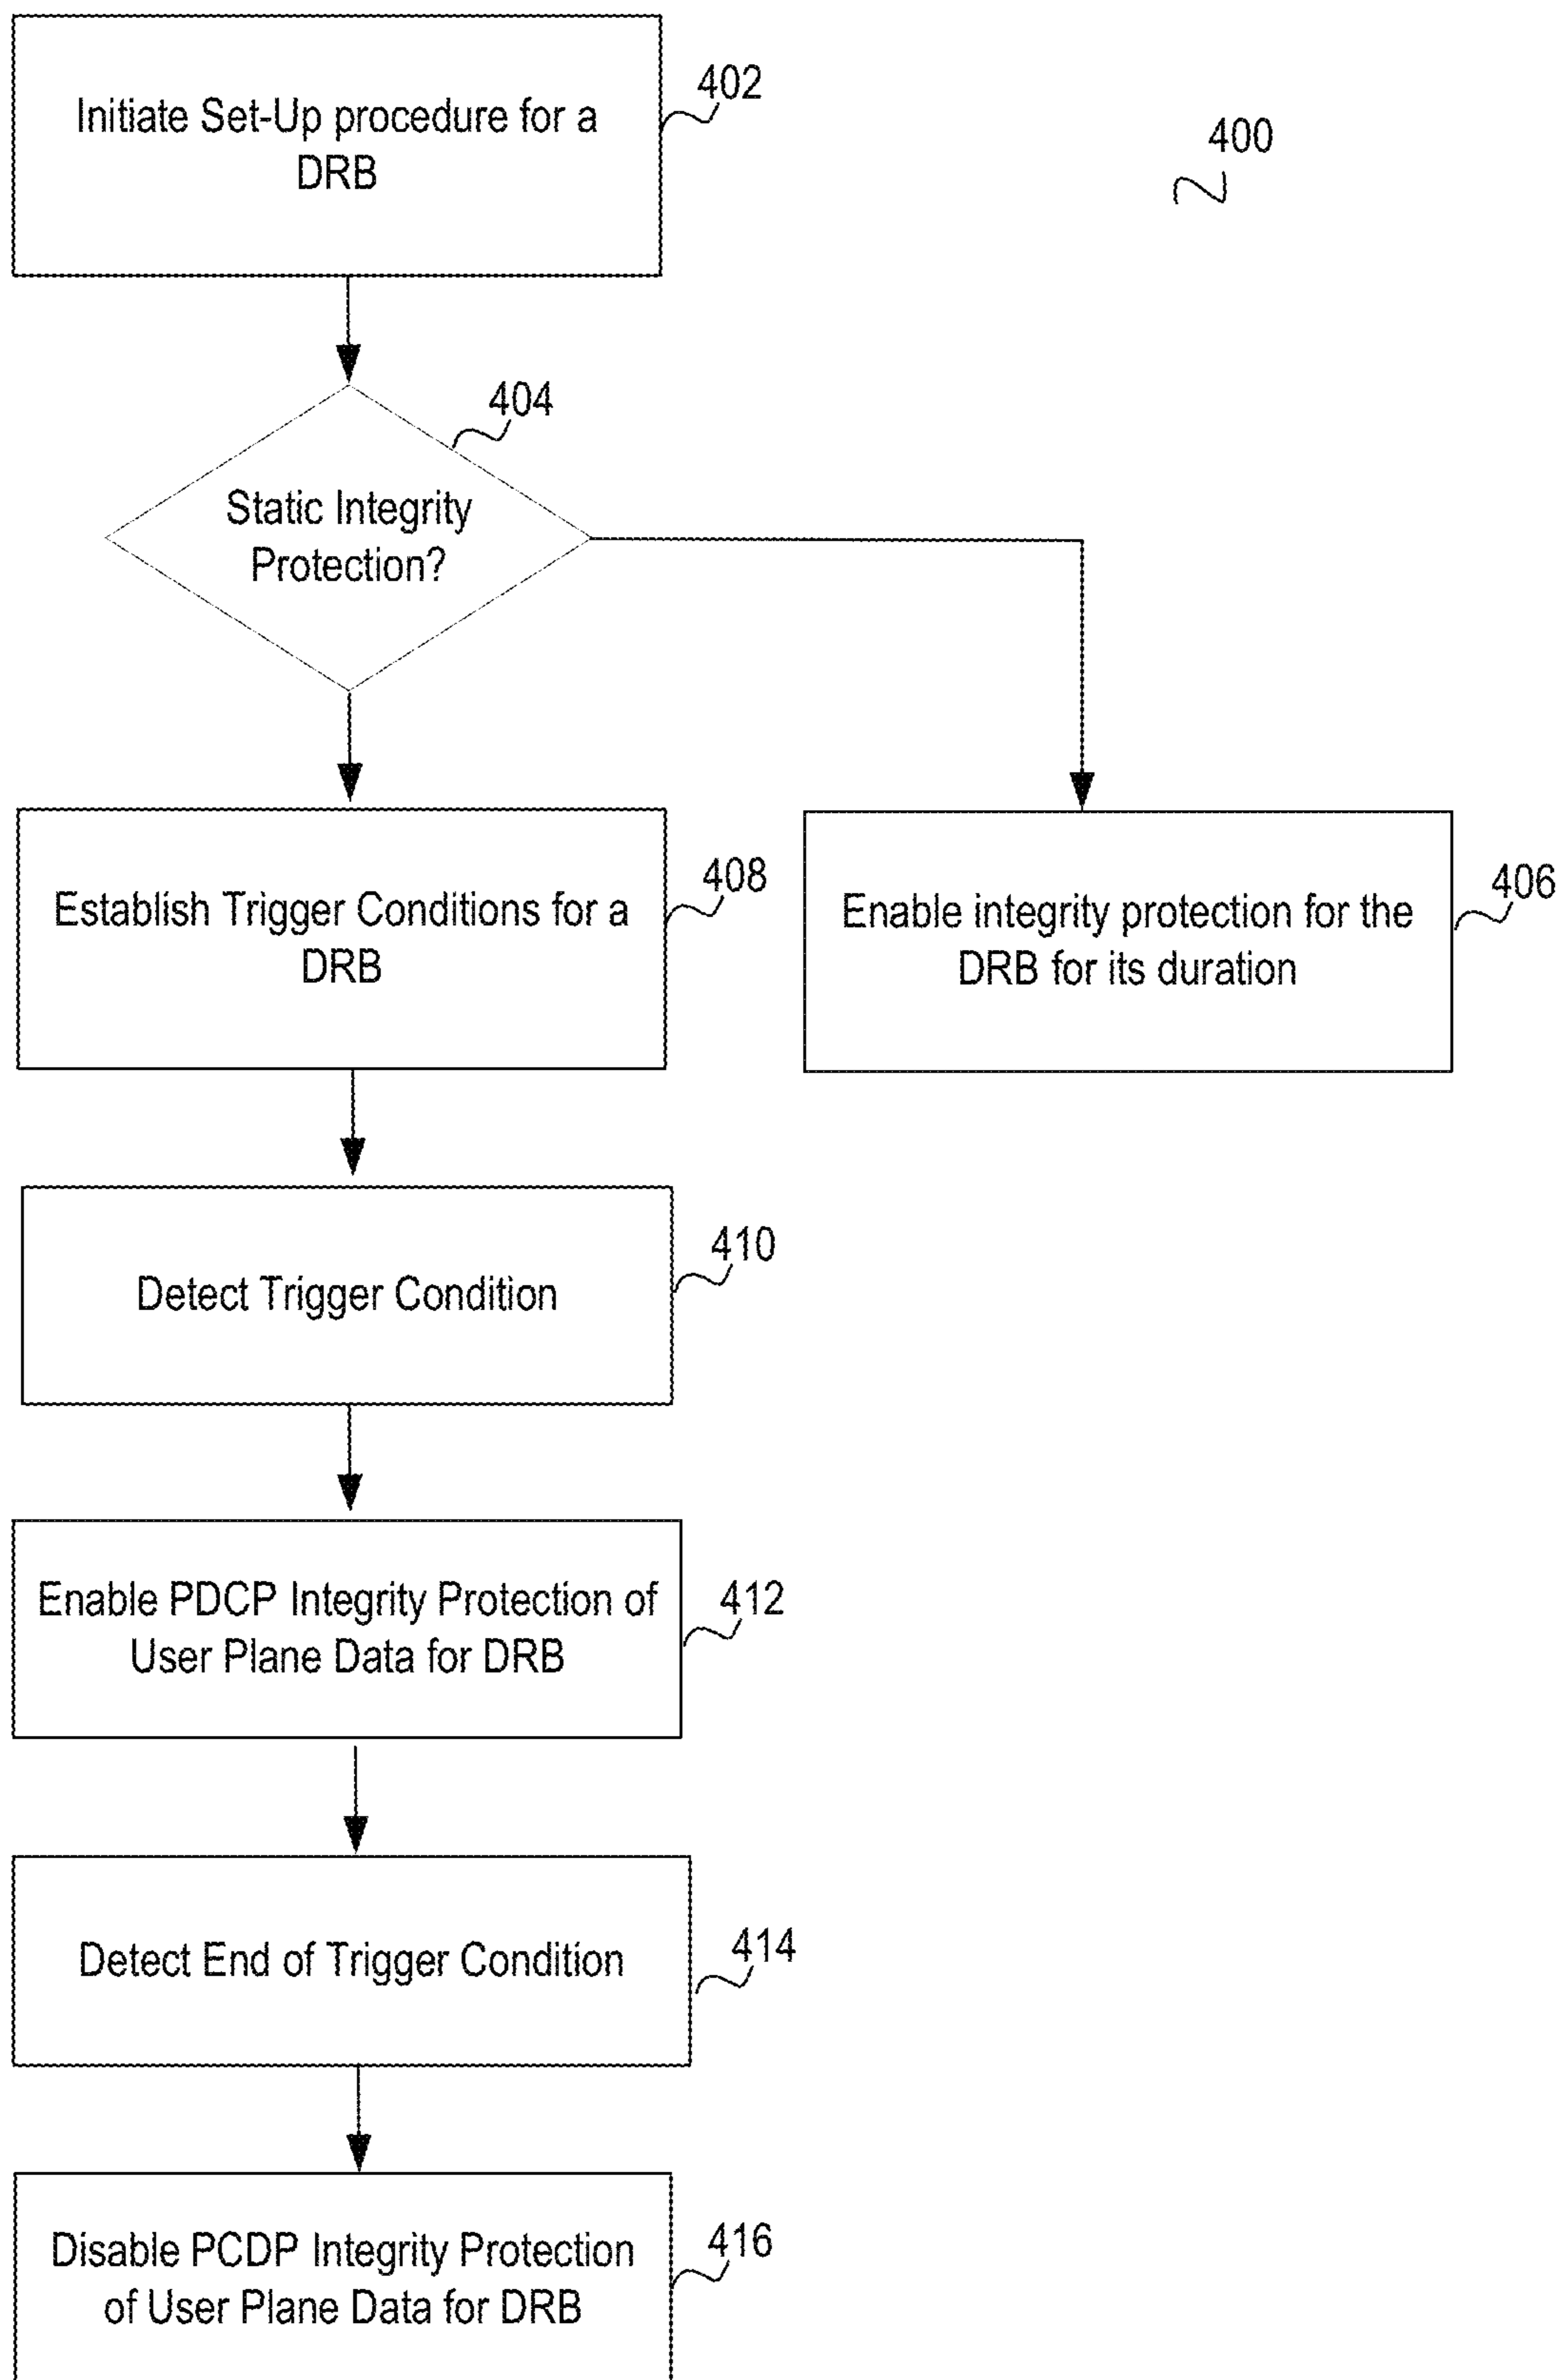 402
Initiate Set-Up procedure for a
DRB
400
404
Static Integrity
Protection?
408
Establish Trigger Conditions for a
DRB
406
Enable integrity protection for the
DRB for its duration
410
Detect Trigger Condition
412
Enable PDCP Integrity Protection of
User Plane Data for DRB
414
Detect End of Trigger Condition
416
Disable PCDP Integrity Protection
of User Plane Data for DRB